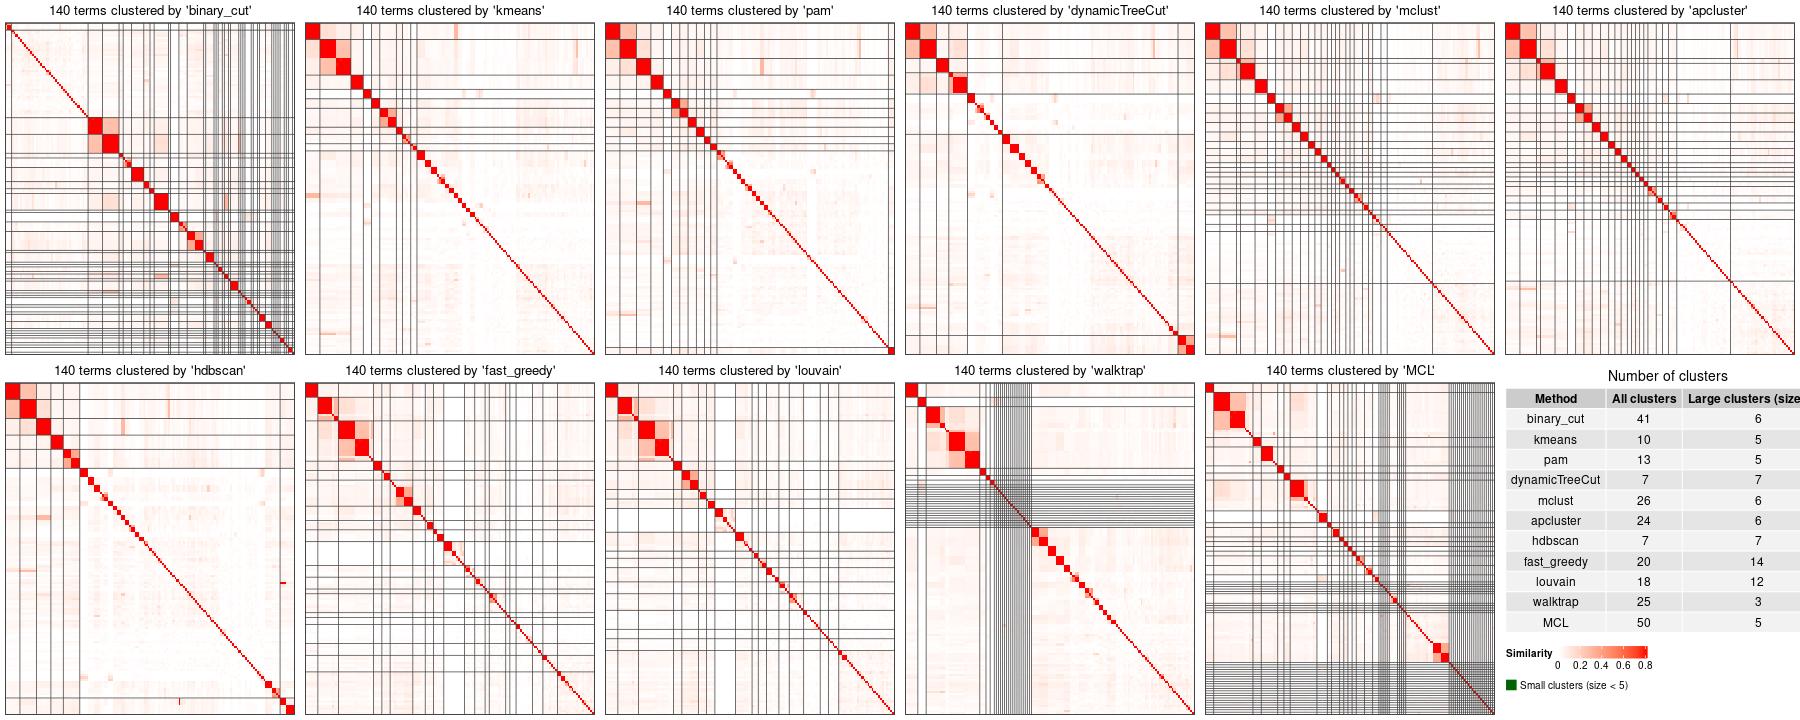 140 terms clustered by 'binary_cut'
140 terms clustered by 'kmeans'
140 terms clustered by 'pam'
140 terms clustered by 'dynamicTreeCut'
140 terms clustered by 'mclust'
140 terms clustered by 'apcluster'
140 terms clustered by 'hdbscan'
140 terms clustered by 'fast_greedy'
140 terms clustered by 'louvain'
140 terms clustered by 'walktrap'
140 terms clustered by 'MCL'
Number of clusters
Method All clusters Large clusters (size
binary_cut 41 6
kmeans 10 5
pam 13 5
dynamicTreeCut 7 7
mclust 26 6
apcluster 24 6
hdbscan 7 7
fast_greedy 20 14
louvain 18 12
walktrap 25 3
MCL 50 5
Similarity
0 0.2 0.4 0.6 0.8
Small clusters (size < 5)